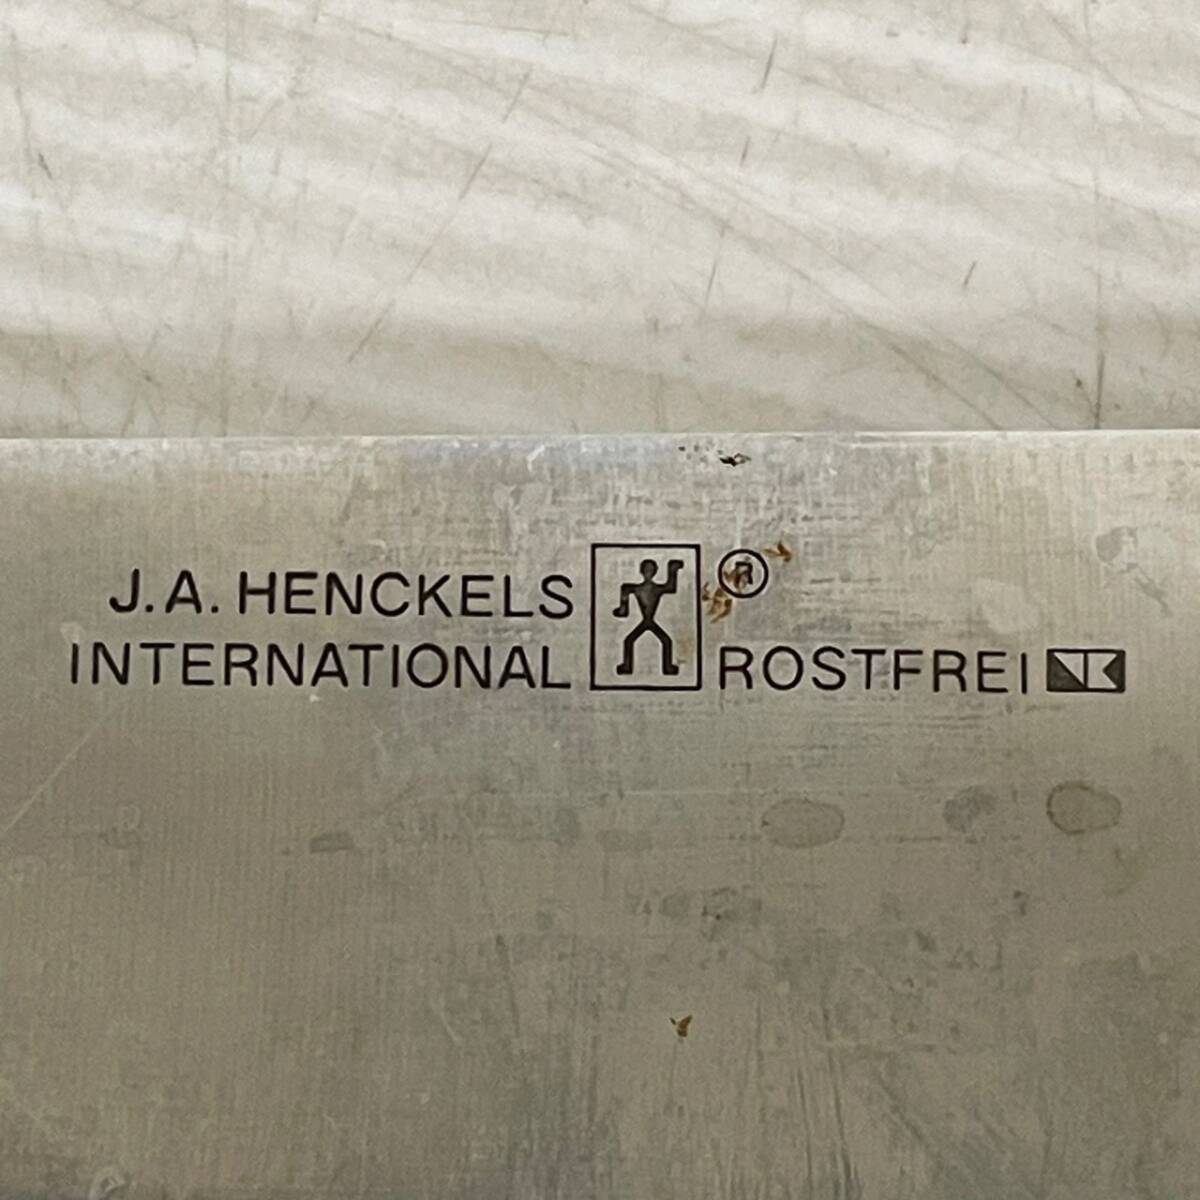 J.A. HENCKELS ®
INTERNATIONAL ROSTFREI